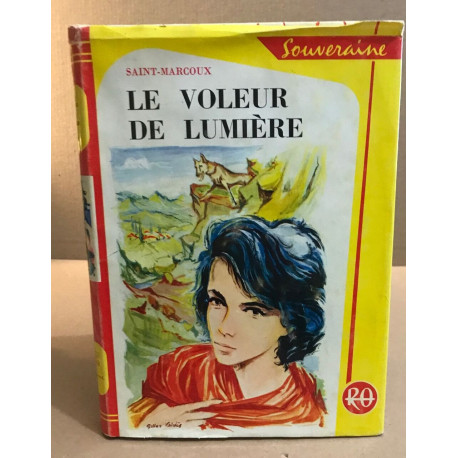 Souveraine
SAINT-MARCOUX
LE VOLEUR
DE LUMIÈRE
RO